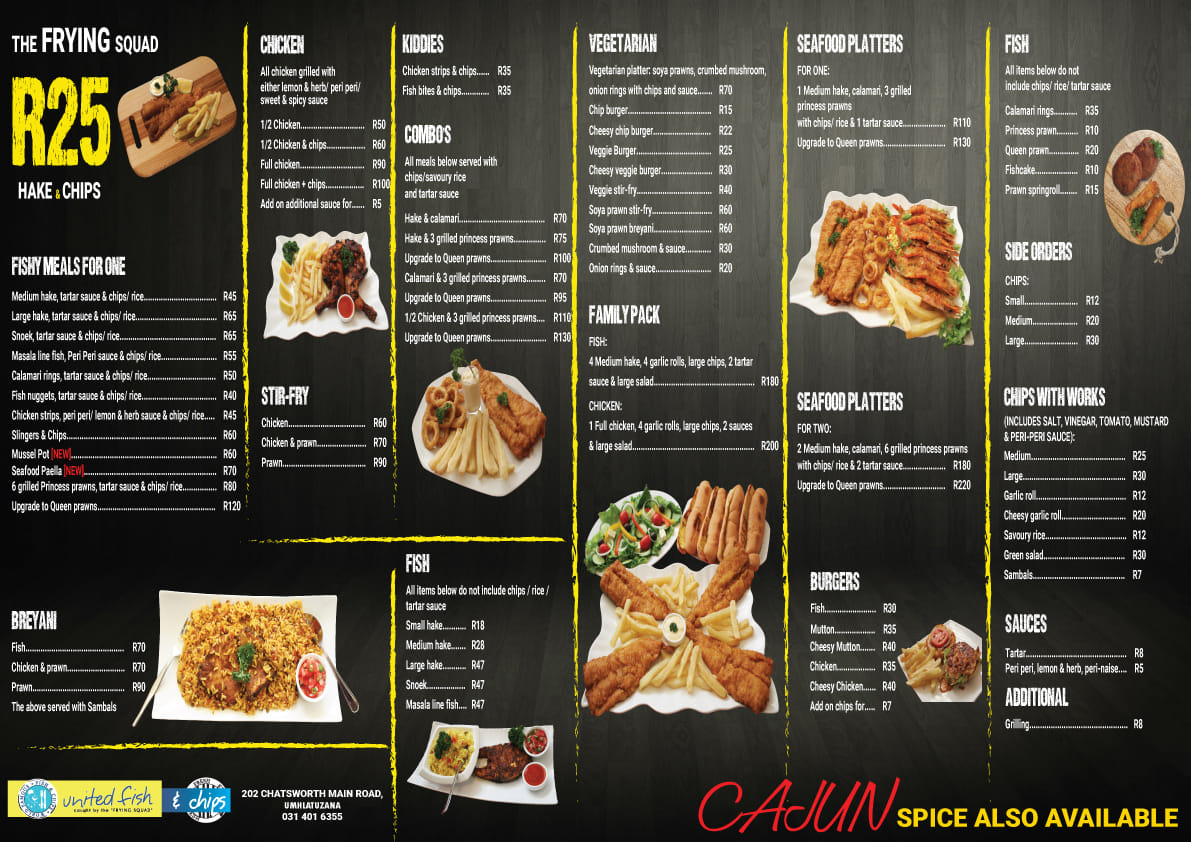 THE FRYING SQUAD
R25
HAKE & CHIPS
FISHY MEALS FOR ONE
Medium hake, tartar sauce & chips/ rice.................................. R45
Large hake, tartar sauce & chips/ rice..................................... R65
Snoek, tartar sauce & chips/ rice............................................ R65
Masala line fish, Peri Peri sauce & chips/ rice.......................... R55
Calamari rings, tartar sauce & chips/ rice................................ R50
Fish nuggets, tartar sauce & chips/ rice.................................. R40
Chicken strips, peri peri/ lemon & herb sauce & chips/ rice..... R45
Slingers & Chips..................................................................... R60
Mussel Pot [NEW].................................................................. R60
Seafood Paella [NEW]............................................................. R70
6 grilled Princess prawns, tartar sauce & chips/ rice............... R80
Upgrade to Queen prawns....................................................... R120
BREYANI
Fish............................................... R70
Chicken & prawn........................... R70
Prawn............................................ R90
The above served with Sambals
united fish
caught by the "FRYING SQUAD"
& chips
202 CHATSWORTH MAIN ROAD,
UMHLATUZANA
031 401 6355
CHICKEN
All chicken grilled with
either lemon & herb/ peri peri/
sweet & spicy sauce
1/2 Chicken.............................. R50
1/2 Chicken & chips.................. R60
Full chicken.............................. R90
Full chicken + chips.................. R100
Add on additional sauce for...... R5
STIR-FRY
Chicken..................................... R60
Chicken & prawn....................... R70
Prawn........................................ R90
KIDDIES
Chicken strips & chips...... R35
Fish bites & chips............. R35
COMBO'S
All meals below served with
chips/savoury rice
and tartar sauce
Hake & calamari........................................ R70
Hake & 3 grilled princess prawns............... R75
Upgrade to Queen prawns.......................... R100
Calamari & 3 grilled princess prawns......... R70
Upgrade to Queen prawns.......................... R95
1/2 Chicken & 3 grilled princess prawns.... R110
Upgrade to Queen prawns.......................... R130
FISH
All items below do not include chips / rice /
tartar sauce
Small hake........... R18
Medium hake....... R28
Large hake........... R47
Snoek................... R47
Masala line fish.... R47
VEGETARIAN
Vegetarian platter: soya prawns, crumbed mushroom,
onion rings with chips and sauce....... R70
Chip burger........................................ R15
Cheesy chip burger............................ R22
Veggie Burger..................................... R25
Cheesy veggie burger......................... R30
Veggie stir-fry..................................... R40
Soya prawn stir-fry............................. R60
Soya prawn breyani............................ R60
Crumbed mushroom & sauce............ R30
Onion rings & sauce........................... R20
FAMILY PACK
FISH:
4 Medium hake, 4 garlic rolls, large chips, 2 tartar
sauce & large salad............................................... R180
CHICKEN:
1 Full chicken, 4 garlic rolls, large chips, 2 sauces
& large salad........................................................... R200
SEAFOOD PLATTERS
FOR ONE:
1 Medium hake, calamari, 3 grilled
princess prawns
with chips/ rice & 1 tartar sauce.................... R110
Upgrade to Queen prawns............................. R130
SEAFOOD PLATTERS
FOR TWO:
2 Medium hake, calamari, 6 grilled princess prawns
with chips/ rice & 2 tartar sauce.................... R180
Upgrade to Queen prawns............................. R220
BURGERS
Fish........................ R30
Mutton................... R35
Cheesy Mutton...... R40
Chicken................. R35
Cheesy Chicken..... R40
Add on chips for..... R7
FISH
All items below do not
include chips/ rice/ tartar sauce
Calamari rings.......... R35
Princess prawn......... R10
Queen prawn............ R20
Fishcake................... R10
Prawn springroll....... R15
SIDE ORDERS
CHIPS:
Small......................... R12
Medium..................... R20
Large......................... R30
CHIPS WITH WORKS
(INCLUDES SALT, VINEGAR, TOMATO, MUSTARD
& PERI-PERI SAUCE):
Medium............................................. R25
Large................................................. R30
Garlic roll........................................... R12
Cheesy garlic roll............................... R20
Savoury rice....................................... R12
Green salad....................................... R30
Sambals............................................ R7
SAUCES
Tartar................................................. R8
Peri peri, lemon & herb, peri-naise.... R5
ADDITIONAL
Grilling............................................... R8
CAJUN SPICE ALSO AVAILABLE